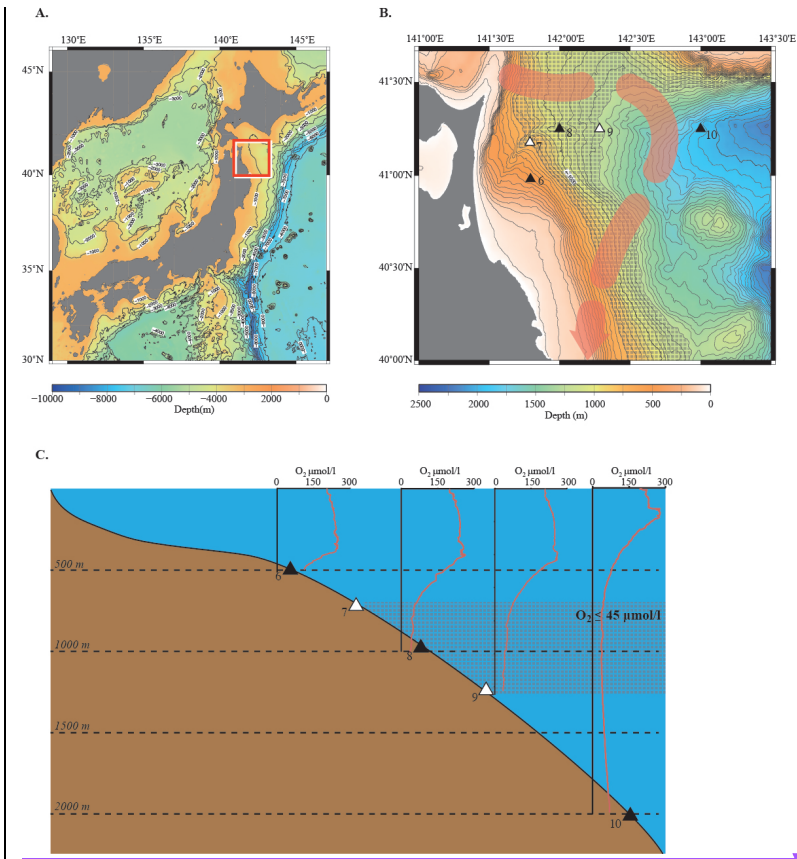 A.
130°E 135°E 140°E 145°E
45°N
40°N
35°N
30°N
−10000 −8000 −6000 −4000 2000 0
Depth(m)
B.
141°00'E 141°30'E 142°00'E 142°30'E 143°00'E 143°30'E
41°30'N
8 9 10
7
41°00'N
6
40°30'N
40°00'N
2500 2000 1500 1000 500 0
Depth (m)
C.
O2 μmol/l O2 μmol/l O2 μmol/l O2 μmol/l
0 150 300 0 150 300 0 150 300 0 150 300
500 m
6
7
O2 ≤ 45 μmol/l
1000 m
8
9
1500 m
2000 m
10